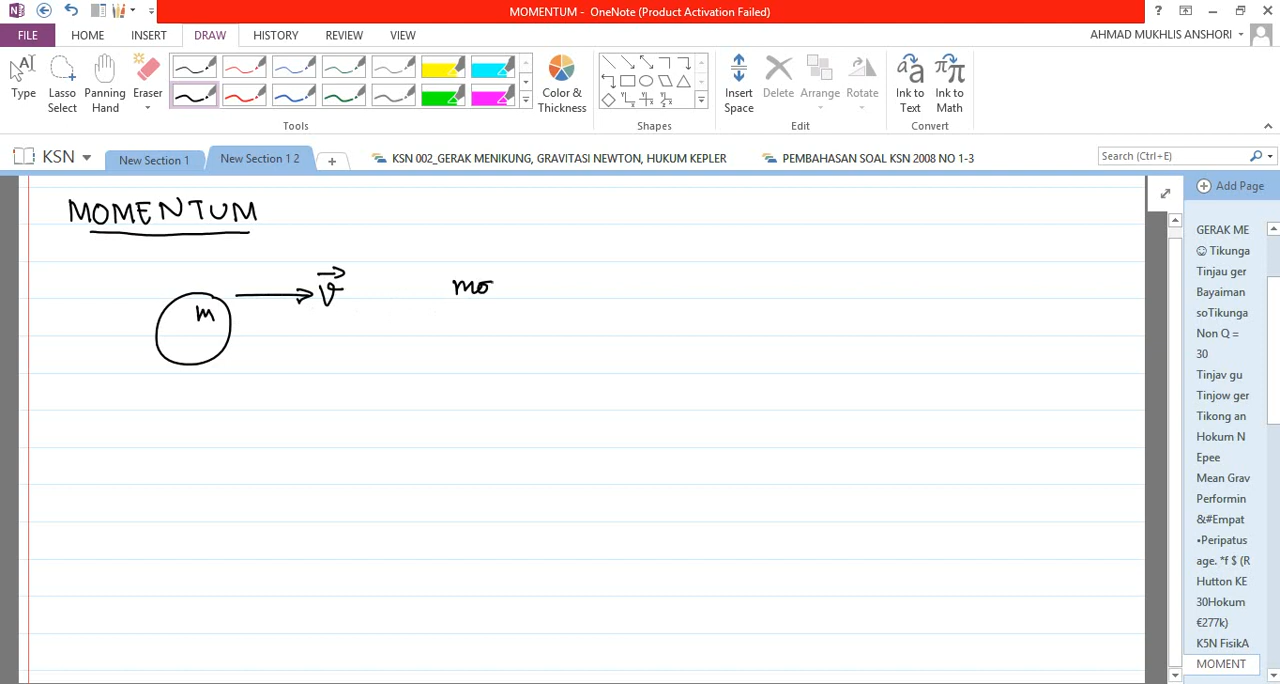 MOMENTUM - OneNote (Product Activation Failed)
?
FILE HOME INSERT DRAW HISTORY REVIEW VIEW
AHMAD MUKHLIS ANSHORI
Type
Lasso Select
Panning Hand
Eraser
Color & Thickness
Insert Space
Delete
Arrange
Rotate
Ink to Text
Ink to Math
Tools
Shapes
Edit
Convert
KSN
New Section 1
New Section 1 2
KSN 002_GERAK MENIKUNG, GRAVITASI NEWTON, HUKUM KEPLER
PEMBAHASAN SOAL KSN 2008 NO 1-3
Search (Ctrl+E)
Add Page
MOMENTUM
m
v
mo
GERAK ME
☺ Tikunga
Tinjau ger
Bayaiman
soTikunga
Non Q =
30
Tinjav gu
Tinjow ger
Tikong an
Hokum N
Epee
Mean Grav
Performin
&#Empat
•Peripatus
age. *f $ (R
Hutton KE
30Hokum
€277k)
K5N FisikA
MOMENT